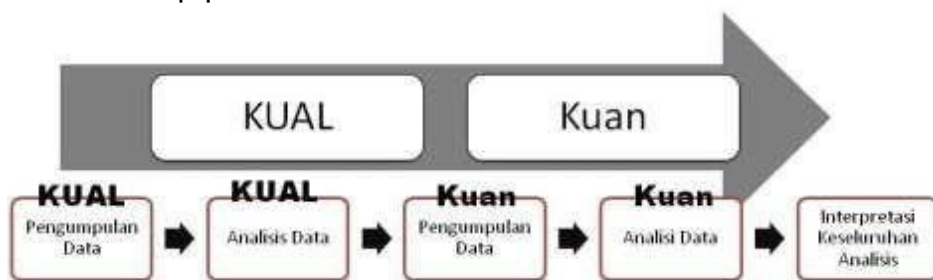 KUAL
Kuan
KUAL
KUAL
Kuan
Kuan
Pengumpulan
Data
Analisis Data
Pengumpulan
Data
Analisi Data
Interpretasi
Keseluruhan
Analisis